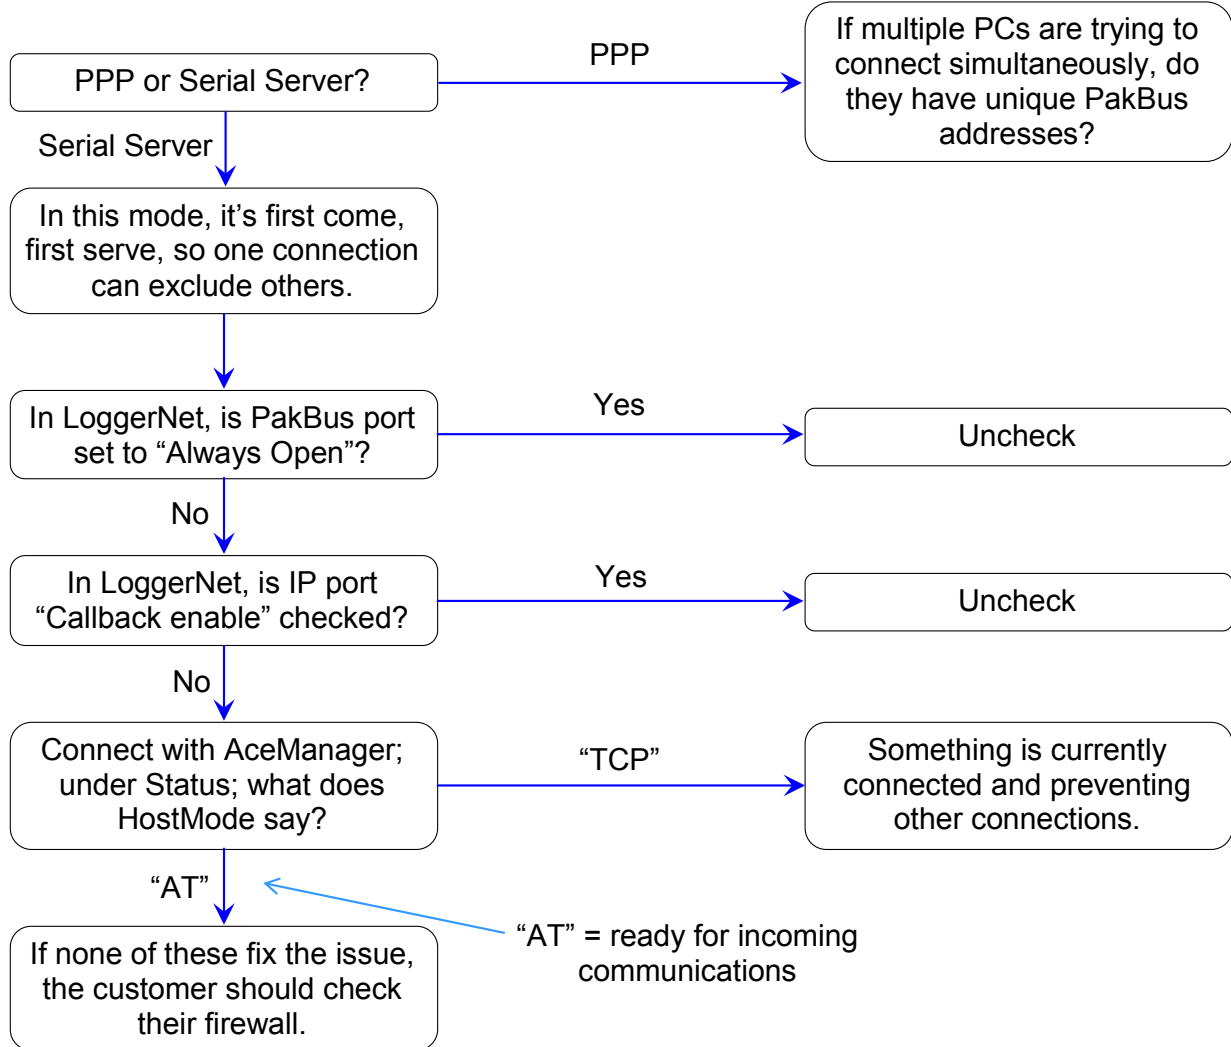 PPP or Serial Server?
PPP
If multiple PCs are trying to
connect simultaneously, do
they have unique PakBus
addresses?
Serial Server
In this mode, it’s first come,
first serve, so one connection
can exclude others.
In LoggerNet, is PakBus port
set to “Always Open”?
Yes
Uncheck
No
In LoggerNet, is IP port
“Callback enable” checked?
Yes
Uncheck
No
Connect with AceManager;
under Status; what does
HostMode say?
“TCP”
Something is currently
connected and preventing
other connections.
“AT”
“AT” = ready for incoming
communications
If none of these fix the issue,
the customer should check
their firewall.